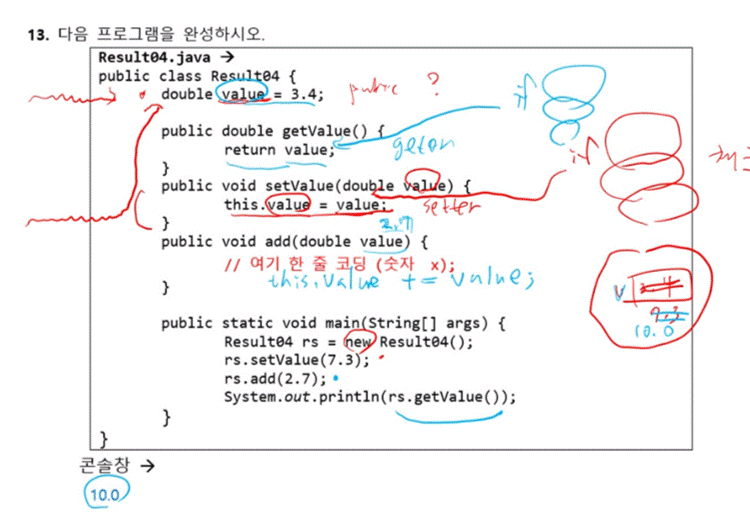 13. 다음 프로그램을 완성하시오.
Result04.java →
public class Result04 {
double value = 3.4; public ?
public double getValue() { if
return value; getter
} if
public void setValue(double value) {
this.value = value; setter
} 2.7
public void add(double value) {
// 여기 한 줄 코딩 (숫자 x);
this.value += value;
} V 3.4
7.3
10.0
public static void main(String[] args) {
Result04 rs = new Result04();
rs.setValue(7.3);
rs.add(2.7);
System.out.println(rs.getValue());
}
}
콘솔창 →
10.0